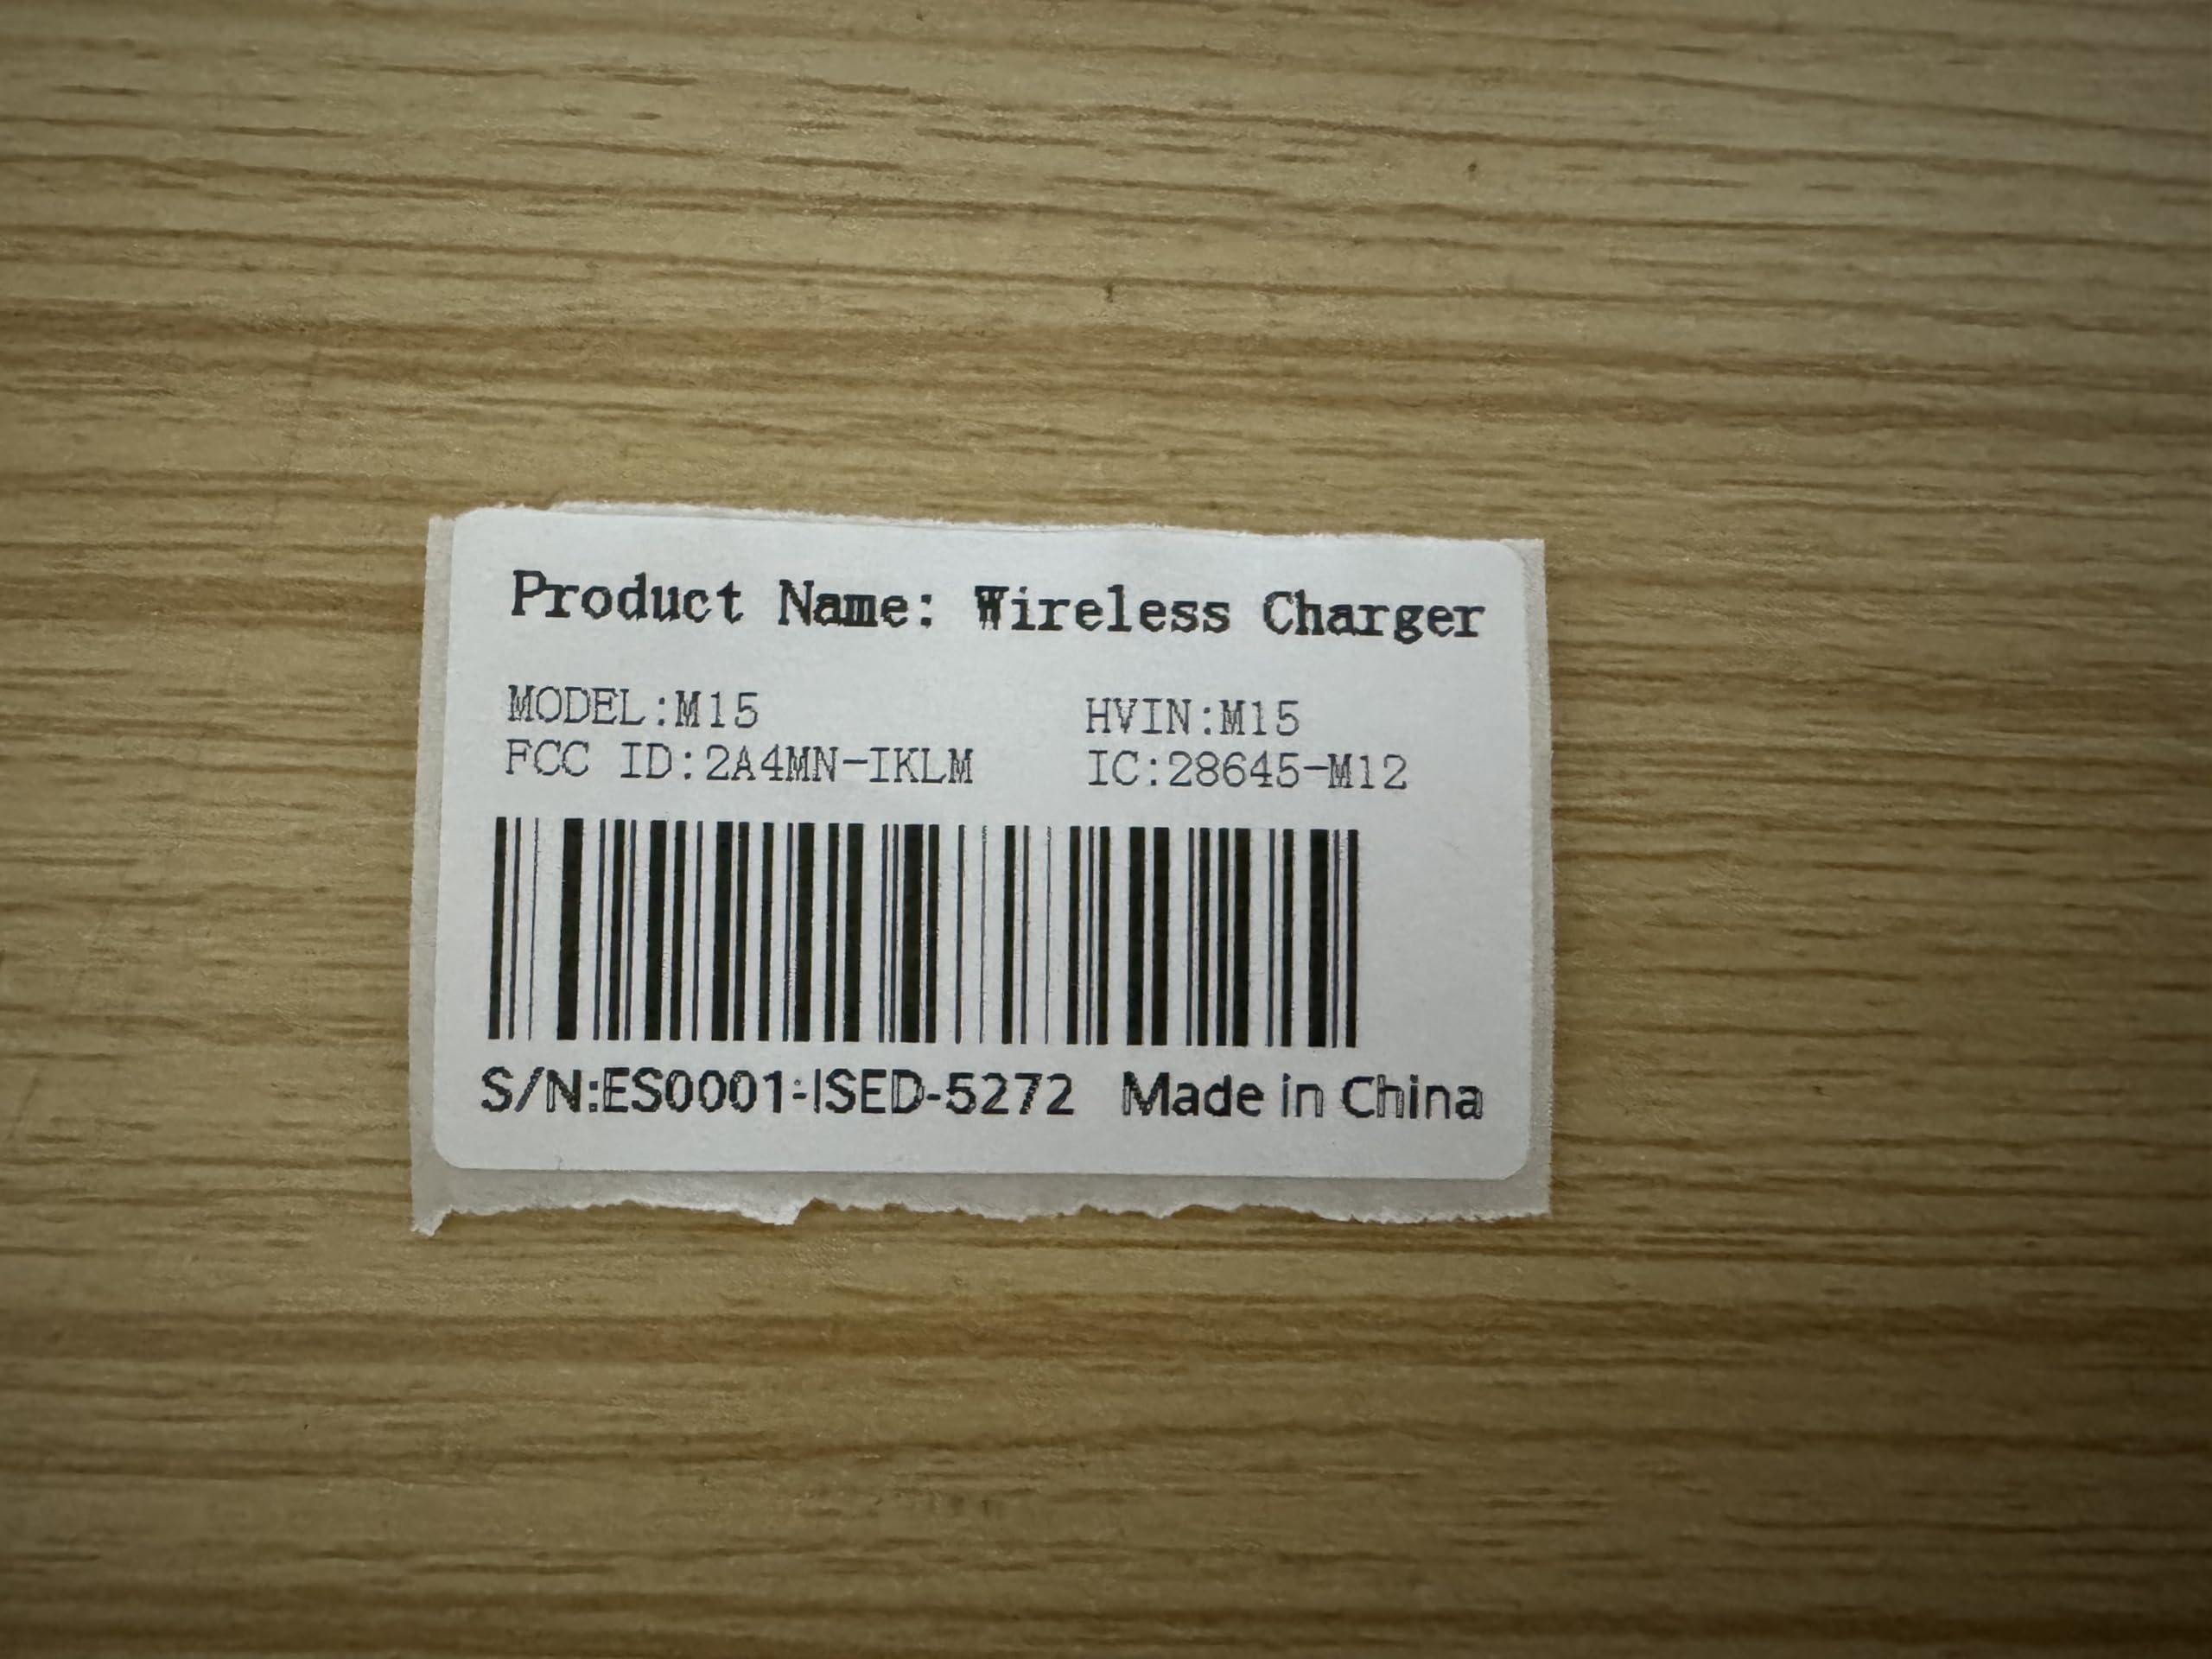 Product Name: Wireless Charger
MODEL:M15 HVIN:M15
FCC ID:2A4MN-IKLM IC:28645-M12
S/N:ES0001-ISED-5272 Made in China